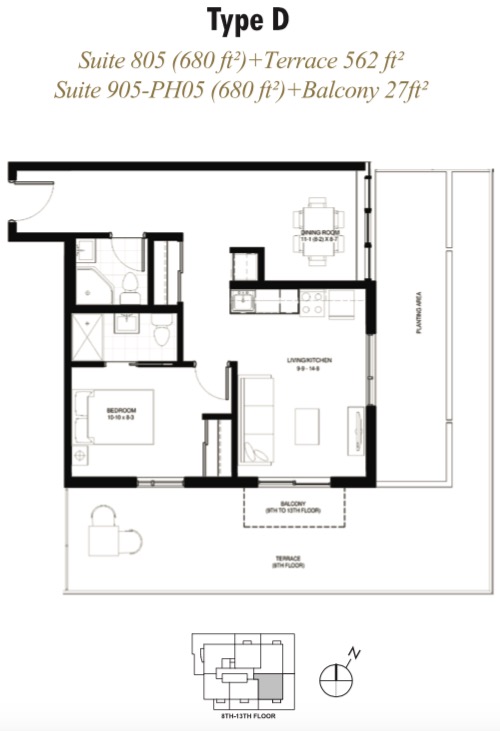 Type D
Suite 805 (680 ft²)+Terrace 562 ft²
Suite 905-PH05 (680 ft²)+Balcony 27ft²
DINING ROOM
11-1 (8-2) X 8-7
PLANTING AREA
LIVING/KITCHEN
9-9 - 14-8
BEDROOM
10-10 x 8-3
BALCONY
(9TH TO 13TH FLOOR)
TERRACE
(8TH FLOOR)
N
8TH-13TH FLOOR